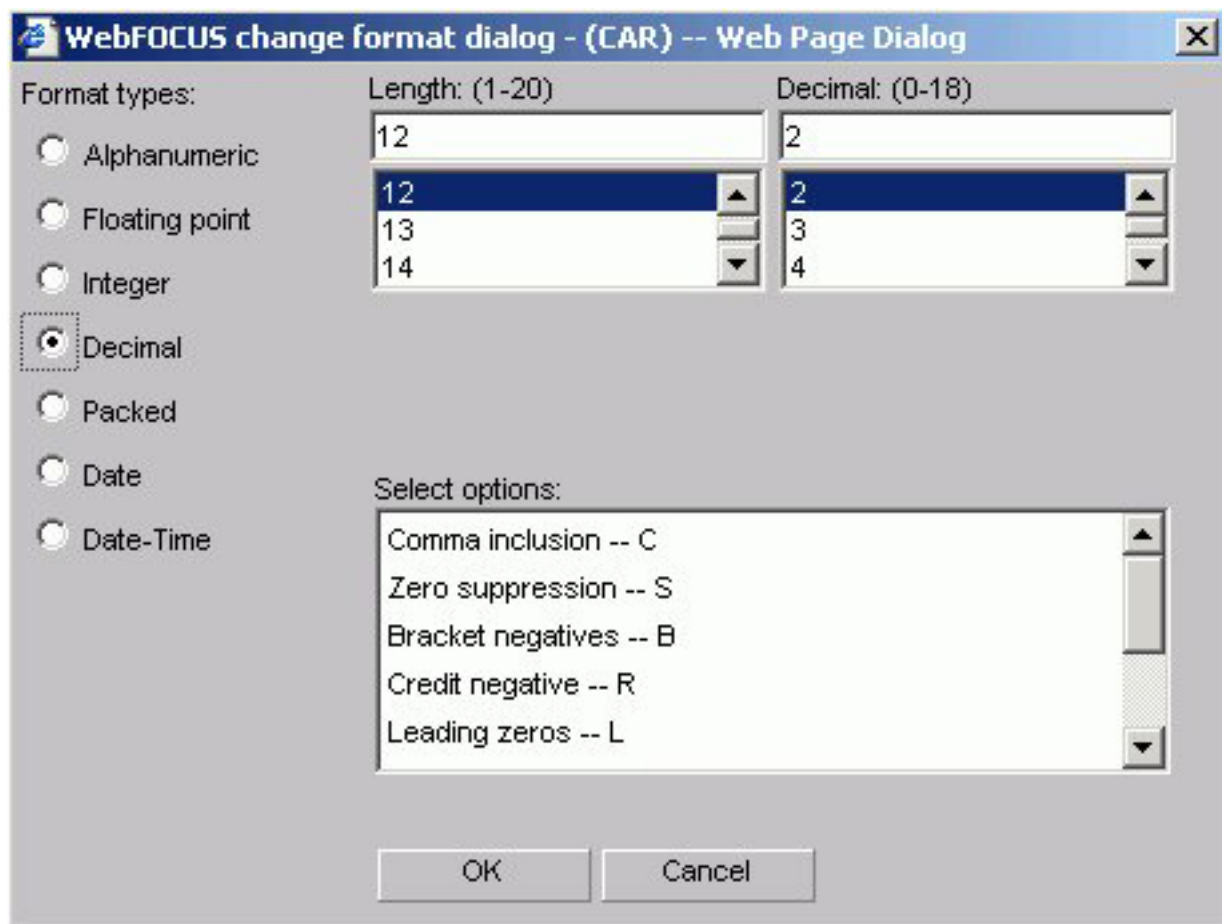 WebFOCUS change format dialog - (CAR) -- Web Page Dialog
Format types:
Length: (1-20)
Decimal: (0-18)
Alphanumeric
Floating point
Integer
Decimal
Packed
Date
Date-Time
12
12
13
14
2
2
3
4
Select options:
Comma inclusion -- C
Zero suppression -- S
Bracket negatives -- B
Credit negative -- R
Leading zeros -- L
OK
Cancel